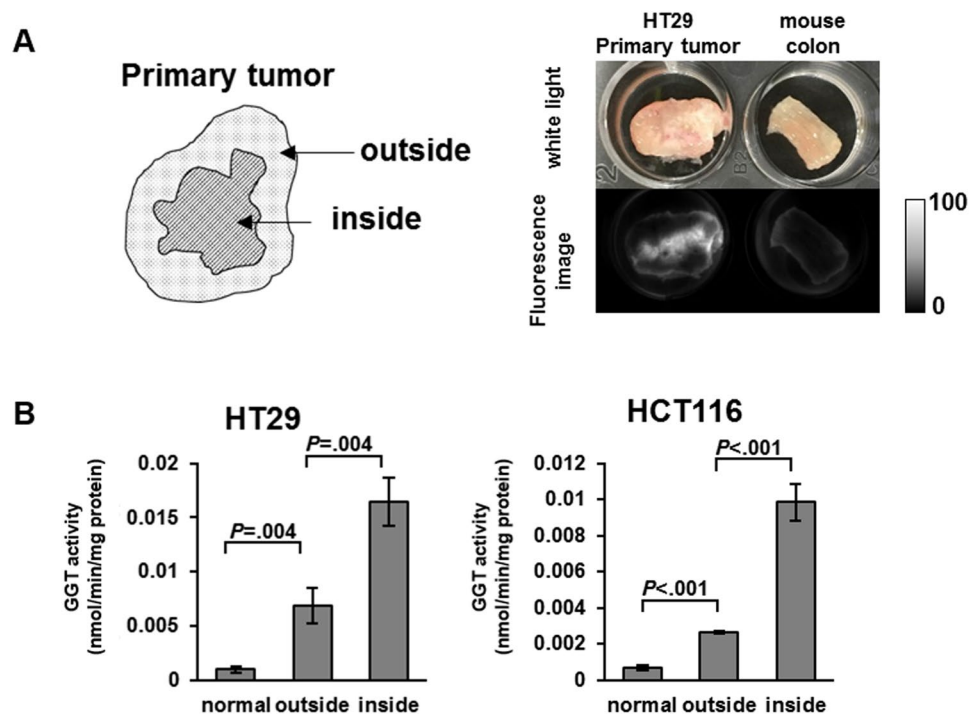 A
Primary tumor
outside
inside
HT29
Primary tumor
mouse
colon
white light
Fluorescence
image
100
0
B
HT29
GGT activity
(nmol/min/mg protein)
0.02
0.015
0.01
0.005
0
P=.004
P=.004
normal outside inside
HCT116
GGT activity
(nmol/min/mg protein)
0.012
0.01
0.008
0.006
0.004
0.002
0
P<.001
P<.001
normal outside inside